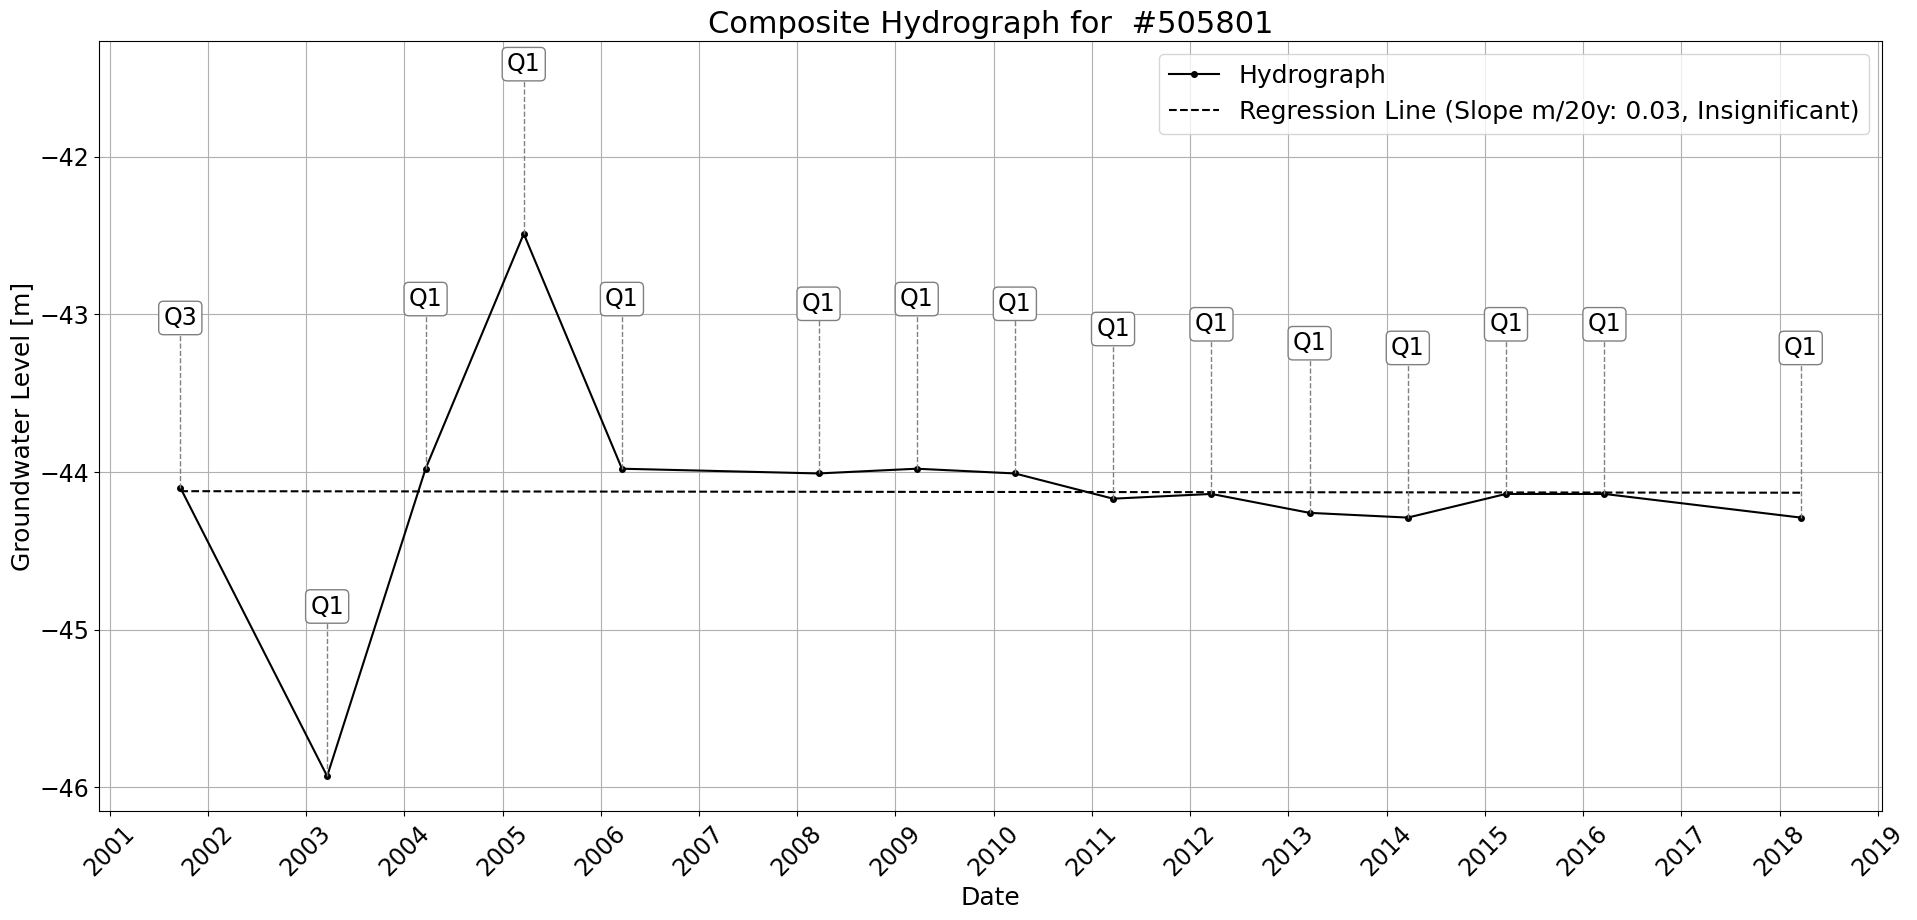 Composite Hydrograph for  #505801
Hydrograph
Regression Line (Slope m/20y: 0.03, Insignificant)
Groundwater Level [m]
−42
−43
−44
−45
−46
Q3
Q1
Q1
Q1
Q1
Q1
Q1
Q1
Q1
Q1
Q1
Q1
Q1
Q1
Q1
2001
2002
2003
2004
2005
2006
2007
2008
2009
2010
2011
2012
2013
2014
2015
2016
2017
2018
2019
Date